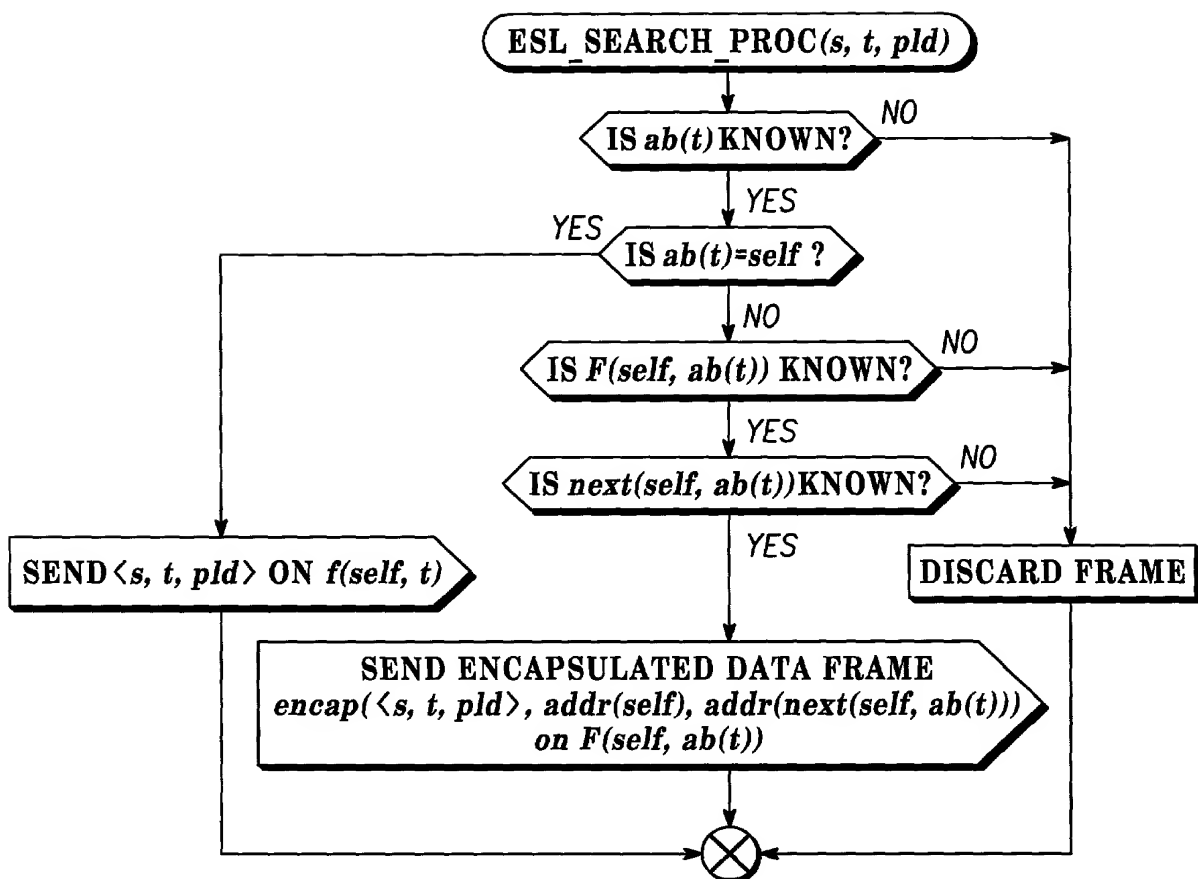 ESL_SEARCH_PROC(s, t, pld)
IS ab(t) KNOWN?
NO
YES
YES
IS ab(t)=self ?
NO
IS F(self, ab(t)) KNOWN?
NO
YES
IS next(self, ab(t)) KNOWN?
NO
YES
SEND <s, t, pld> ON f(self, t)
DISCARD FRAME
SEND ENCAPSULATED DATA FRAME
encap(<s, t, pld>, addr(self), addr(next(self, ab(t)))
on F(self, ab(t))